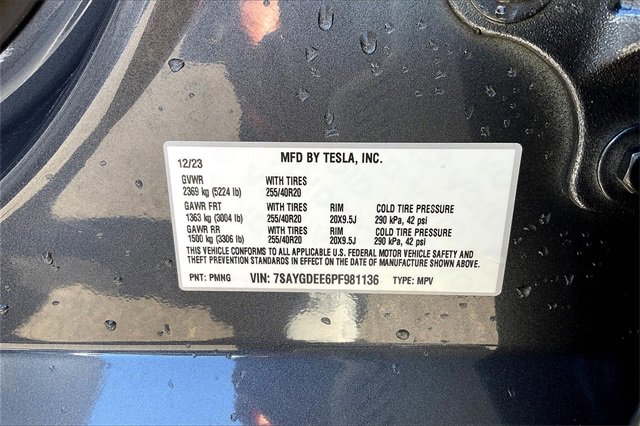 12/23 MFD BY TESLA, INC.
GVWR WITH TIRES
2369 kg (5224 lb) 255/40R20
GAWR FRT WITH TIRES RIM COLD TIRE PRESSURE
1363 kg (3004 lb) 255/40R20 20X9.5J 290 kPa, 42 psi
GAWR RR WITH TIRES RIM COLD TIRE PRESSURE
1500 kg (3306 lb) 255/40R20 20X9.5J 290 kPa, 42 psi
THIS VEHICLE CONFORMS TO ALL APPLICABLE U.S. FEDERAL MOTOR VEHICLE SAFETY AND
THEFT PREVENTION STANDARDS IN EFFECT ON THE DATE OF MANUFACTURE SHOWN ABOVE.
PNT: PMNG VIN: 7SAYGDEE6PF981136 TYPE: MPV